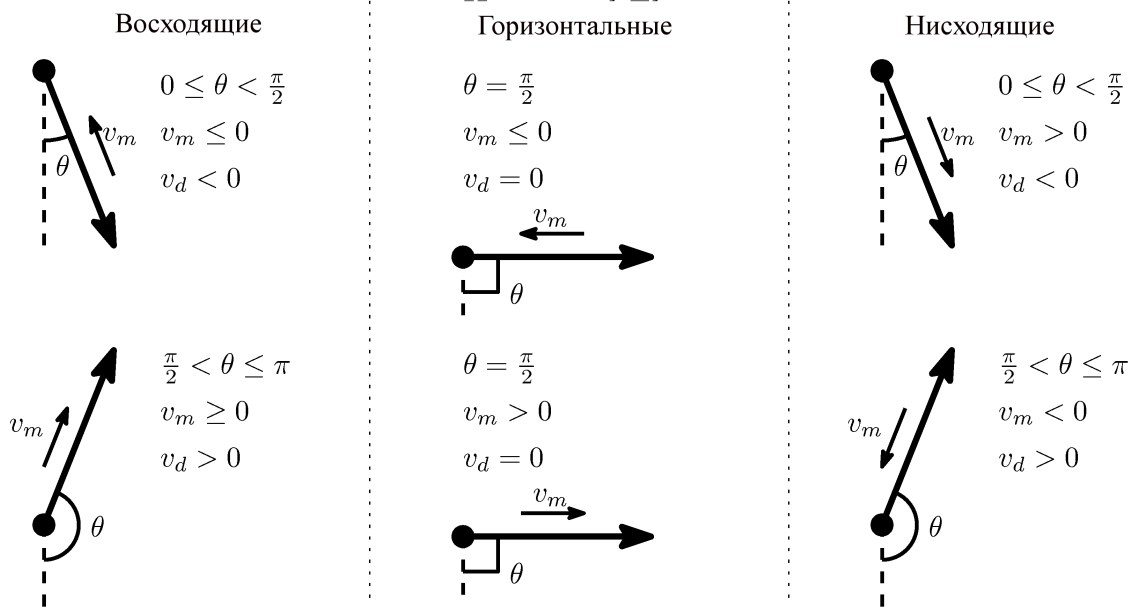 Восходящие
0 ≤ θ < π/2
v_m ≤ 0
v_d < 0
v_m
θ
π/2 < θ ≤ π
v_m ≥ 0
v_d > 0
v_m
θ
Горизонтальные
θ = π/2
v_m ≤ 0
v_d = 0
v_m
θ
θ = π/2
v_m > 0
v_d = 0
v_m
θ
Нисходящие
0 ≤ θ < π/2
v_m > 0
v_d < 0
v_m
θ
π/2 < θ ≤ π
v_m < 0
v_d > 0
v_m
θ